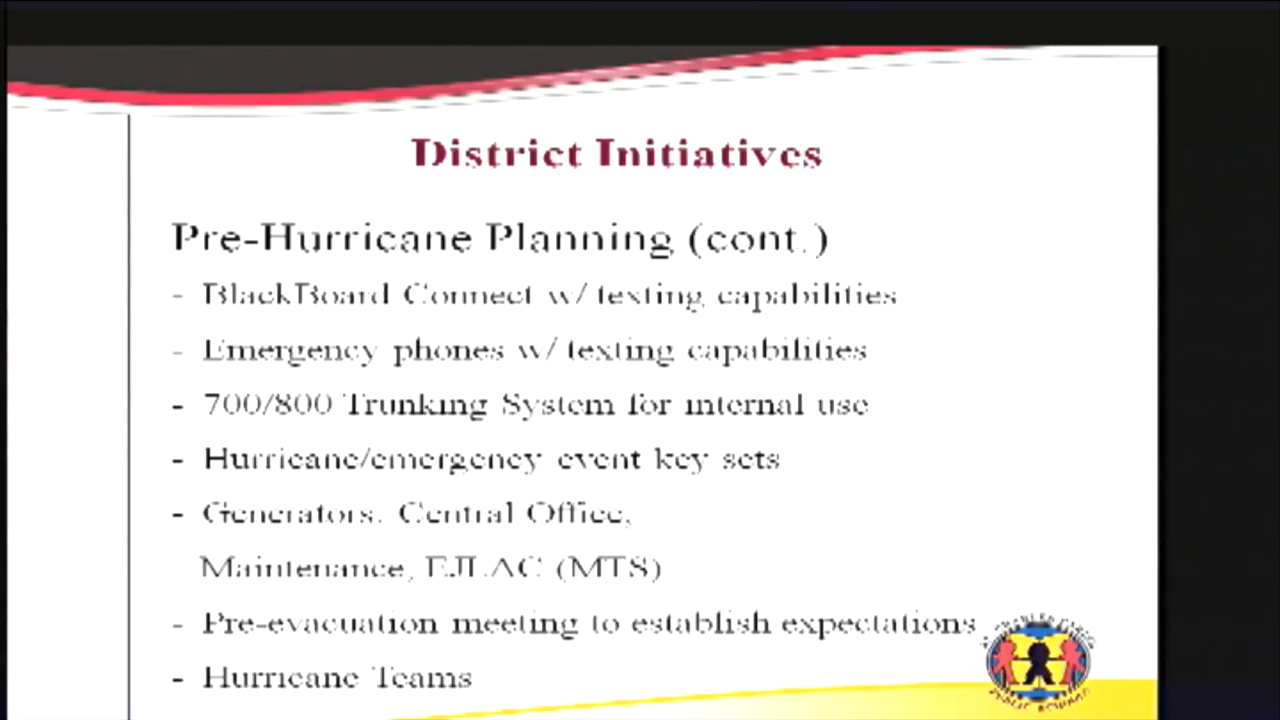 District Initiatives
Pre-Hurricane Planning (cont.)
- BlackBoard Connect w/ texting capabilities
- Emergency phones w/ texting capabilities
- 700/800 Trunking System for internal use
- Hurricane/emergency event key sets
- Generators: Central Office,
Maintenance, EJLAC (MTS)
- Pre-evacuation meeting to establish expectations
- Hurricane Teams
PUBLIC SCHOOLS